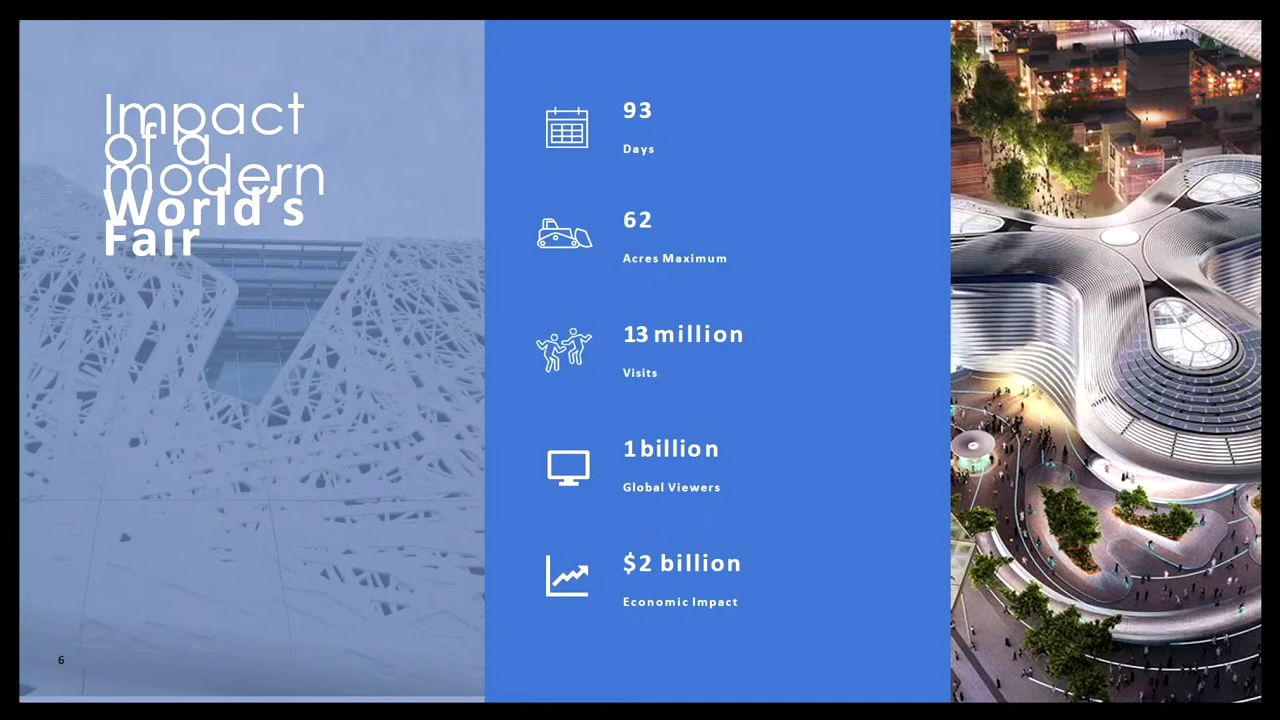 Impact
of a
modern
World's
Fair
93
Days
62
Acres Maximum
13 million
Visits
1 billion
Global Viewers
$2 billion
Economic Impact
6